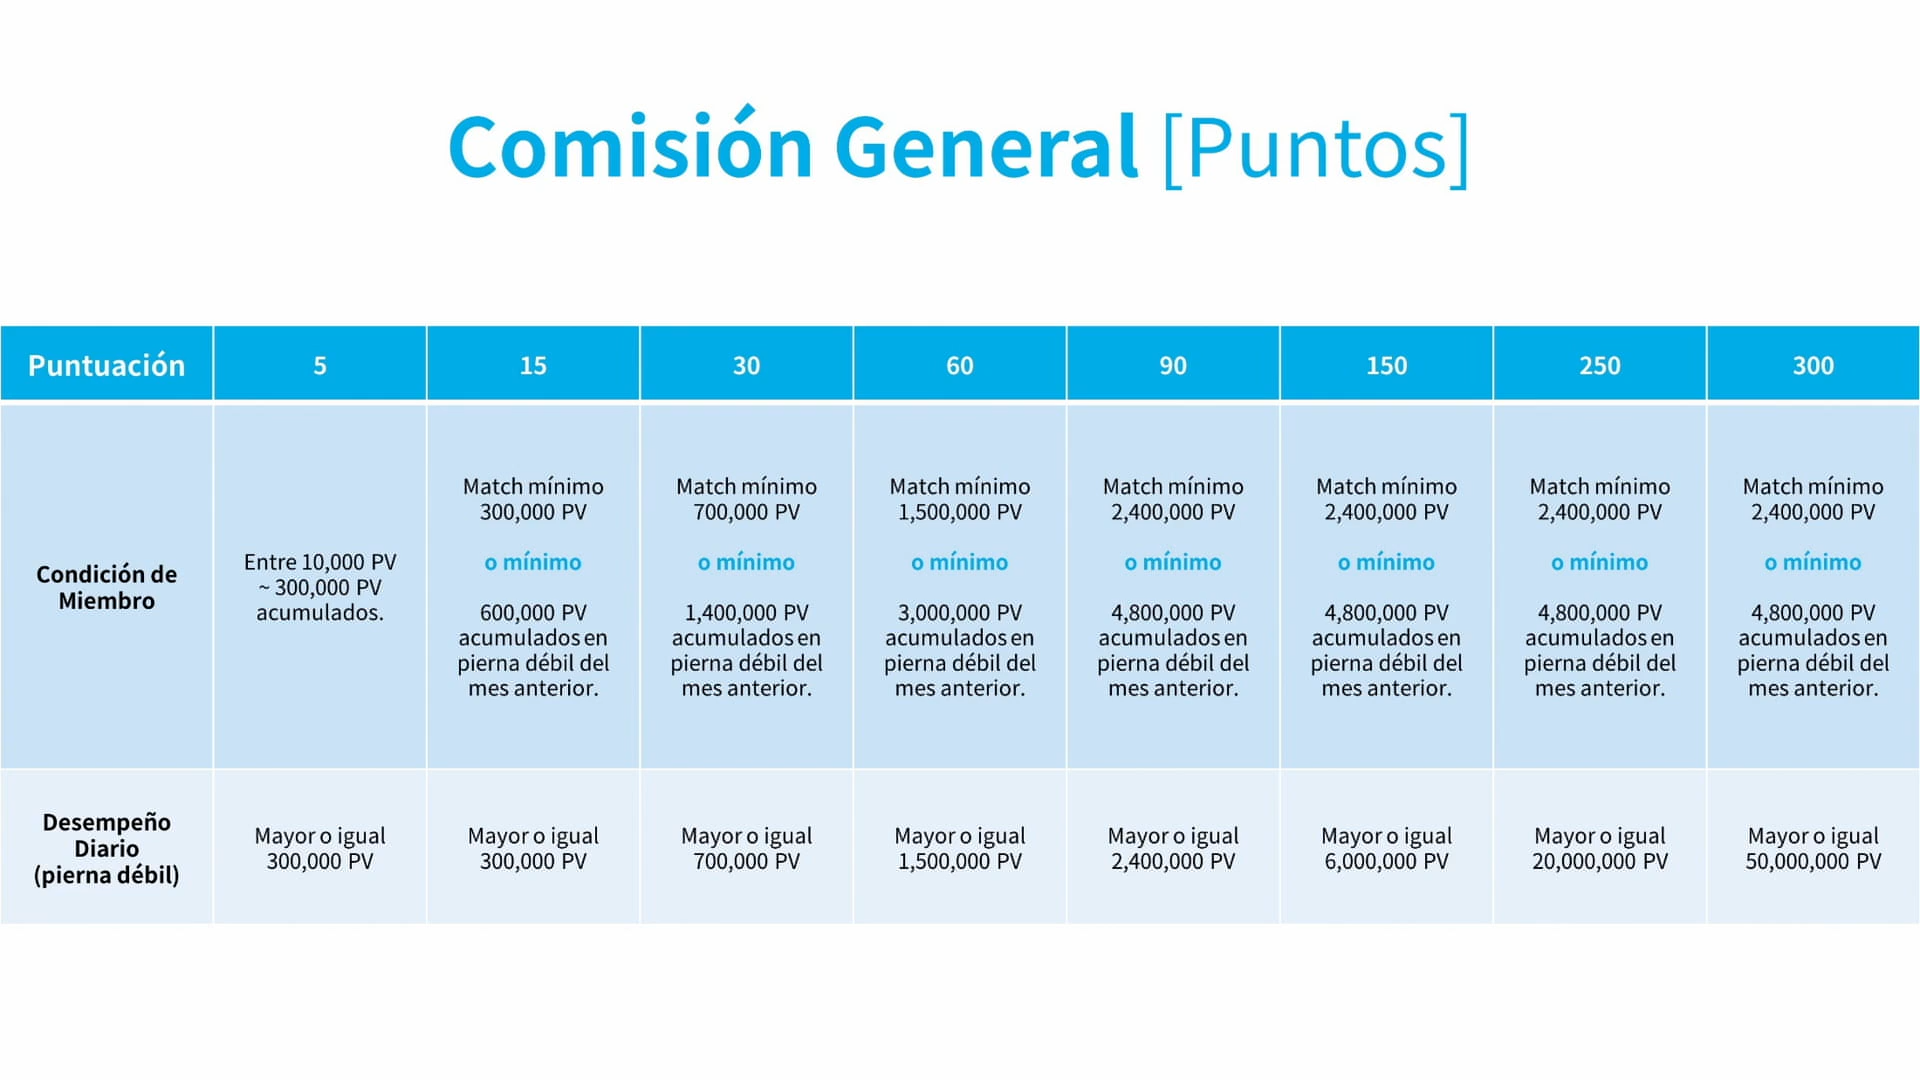 Comisión General [Puntos]
Puntuación 5 15 30 60 90 150 250 300
Condición de
Miembro
Entre 10,000 PV
~ 300,000 PV
acumulados.
Match mínimo
300,000 PV
o mínimo
600,000 PV
acumulados en
pierna débil del
mes anterior.
Match mínimo
700,000 PV
o mínimo
1,400,000 PV
acumulados en
pierna débil del
mes anterior.
Match mínimo
1,500,000 PV
o mínimo
3,000,000 PV
acumulados en
pierna débil del
mes anterior.
Match mínimo
2,400,000 PV
o mínimo
4,800,000 PV
acumulados en
pierna débil del
mes anterior.
Match mínimo
2,400,000 PV
o mínimo
4,800,000 PV
acumulados en
pierna débil del
mes anterior.
Match mínimo
2,400,000 PV
o mínimo
4,800,000 PV
acumulados en
pierna débil del
mes anterior.
Match mínimo
2,400,000 PV
o mínimo
4,800,000 PV
acumulados en
pierna débil del
mes anterior.
Desempeño
Diario
(pierna débil)
Mayor o igual
300,000 PV
Mayor o igual
300,000 PV
Mayor o igual
700,000 PV
Mayor o igual
1,500,000 PV
Mayor o igual
2,400,000 PV
Mayor o igual
6,000,000 PV
Mayor o igual
20,000,000 PV
Mayor o igual
50,000,000 PV